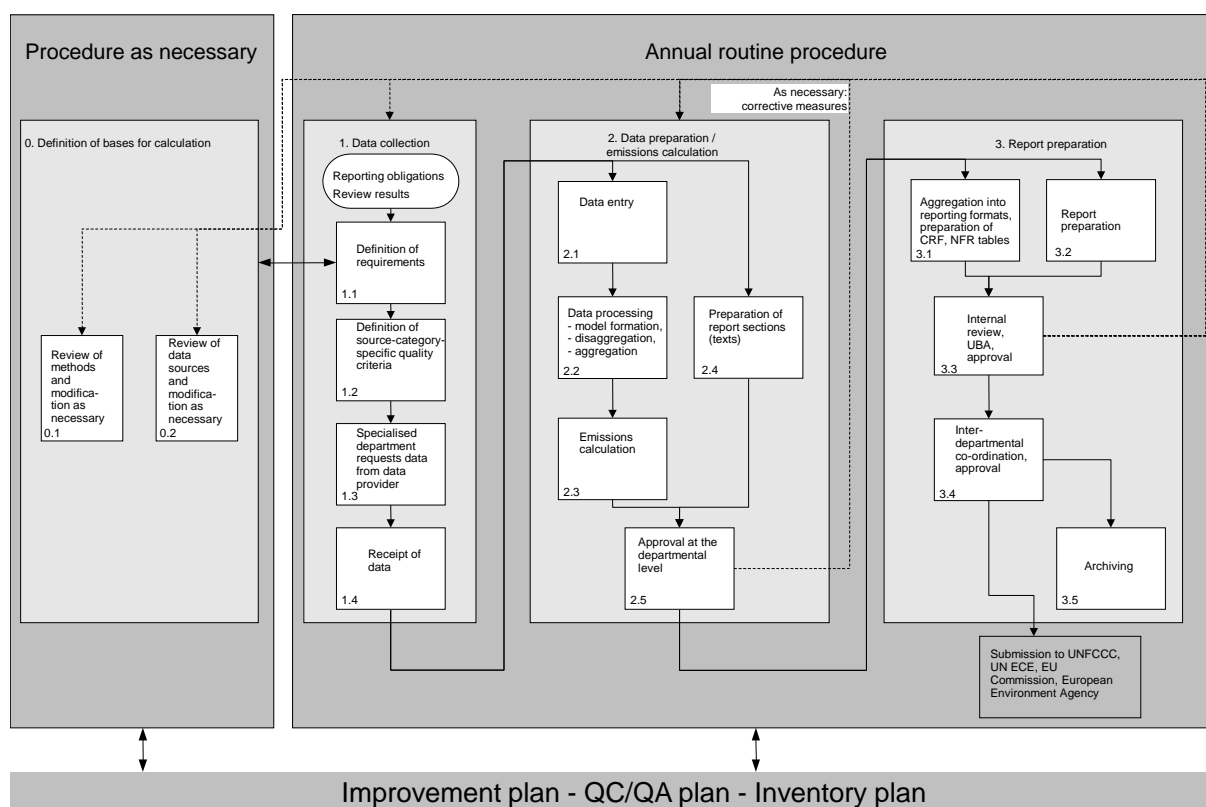 Procedure as necessary
Annual routine procedure
As necessary:
corrective measures
0. Definition of bases for calculation
Review of
methods
and
modifica-
tion as
necessary
0.1
Review of
data
sources
and
modifica-
tion as
necessary
0.2
1. Data collection
Reporting obligations
Review results
Definition of
requirements
1.1
Definition of
source-category-
specific quality
criteria
1.2
Specialised
department
requests data
from data
provider
1.3
Receipt of
data
1.4
2. Data preparation /
emissions calculation
Data entry
2.1
Data processing
- model formation,
- disaggregation,
- aggregation
2.2
Emissions
calculation
2.3
Preparation of
report sections
(texts)
2.4
Approval at the
departmental
level
2.5
3. Report preparation
Aggregation into
reporting formats,
preparation of
CRF, NFR tables
3.1
Report
preparation
3.2
Internal
review,
UBA,
approval
3.3
Inter-
departmental
co-ordination,
approval
3.4
Archiving
3.5
Submission to UNFCCC,
UN ECE, EU
Commission, European
Environment Agency
Improvement plan - QC/QA plan - Inventory plan